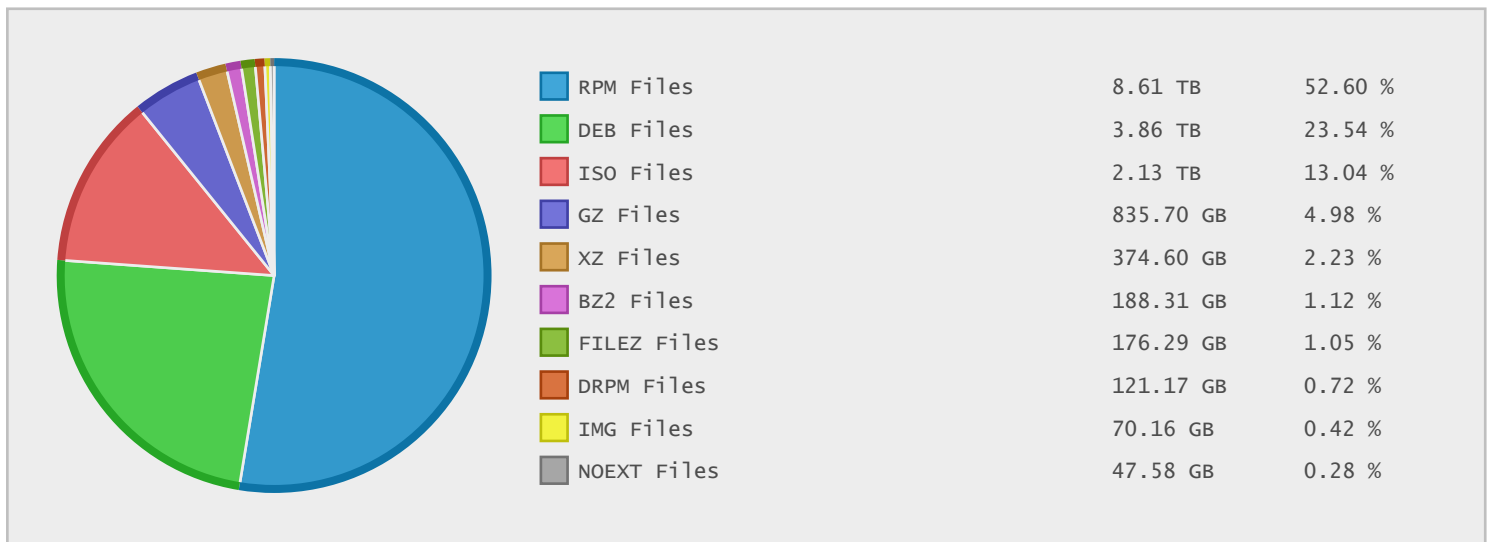 RPM Files 8.61 TB 52.60 %
DEB Files 3.86 TB 23.54 %
ISO Files 2.13 TB 13.04 %
GZ Files 835.70 GB 4.98 %
XZ Files 374.60 GB 2.23 %
BZ2 Files 188.31 GB 1.12 %
FILEZ Files 176.29 GB 1.05 %
DRPM Files 121.17 GB 0.72 %
IMG Files 70.16 GB 0.42 %
NOEXT Files 47.58 GB 0.28 %